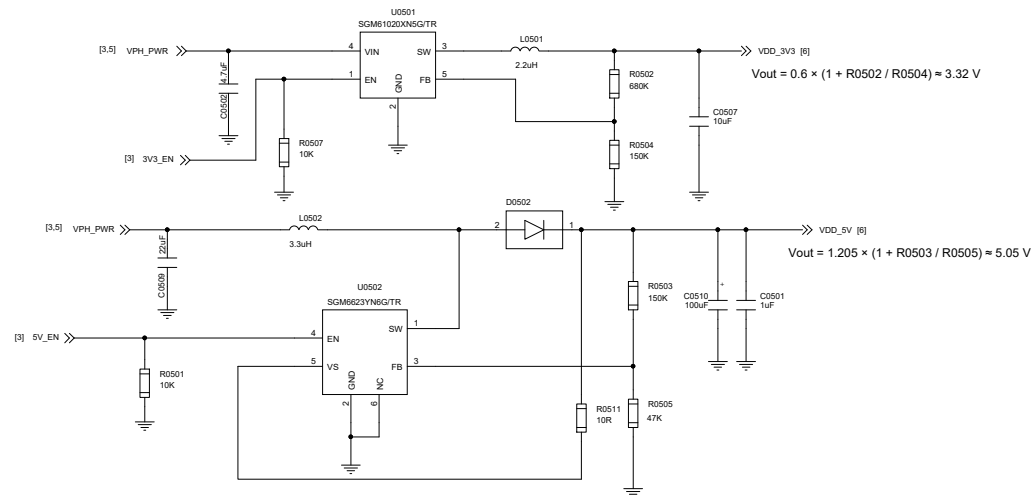 U0501
SGM61020XN5G/TR
[3,5] VPH_PWR
4 VIN SW 3
L0501
2.2uH
VDD_3V3 [6]
Vout = 0.6 × (1 + R0502 / R0504) ≈ 3.32 V
4.7uF
C0502
1 EN FB 5
GND
2
R0502
680K
C0507
10uF
R0507
10K
R0504
150K
[3] 3V3_EN
[3,5] VPH_PWR
L0502
3.3uH
D0502
2 1
VDD_5V [6]
Vout = 1.205 × (1 + R0503 / R0505) ≈ 5.05 V
22uF
C0509
U0502
SGM6623YN6G/TR
R0503
150K
C0510
100uF
+
C0501
1uF
[3] 5V_EN
4 EN SW 1
5 VS FB 3
GND NC
2 6
R0501
10K
R0511
10R
R0505
47K